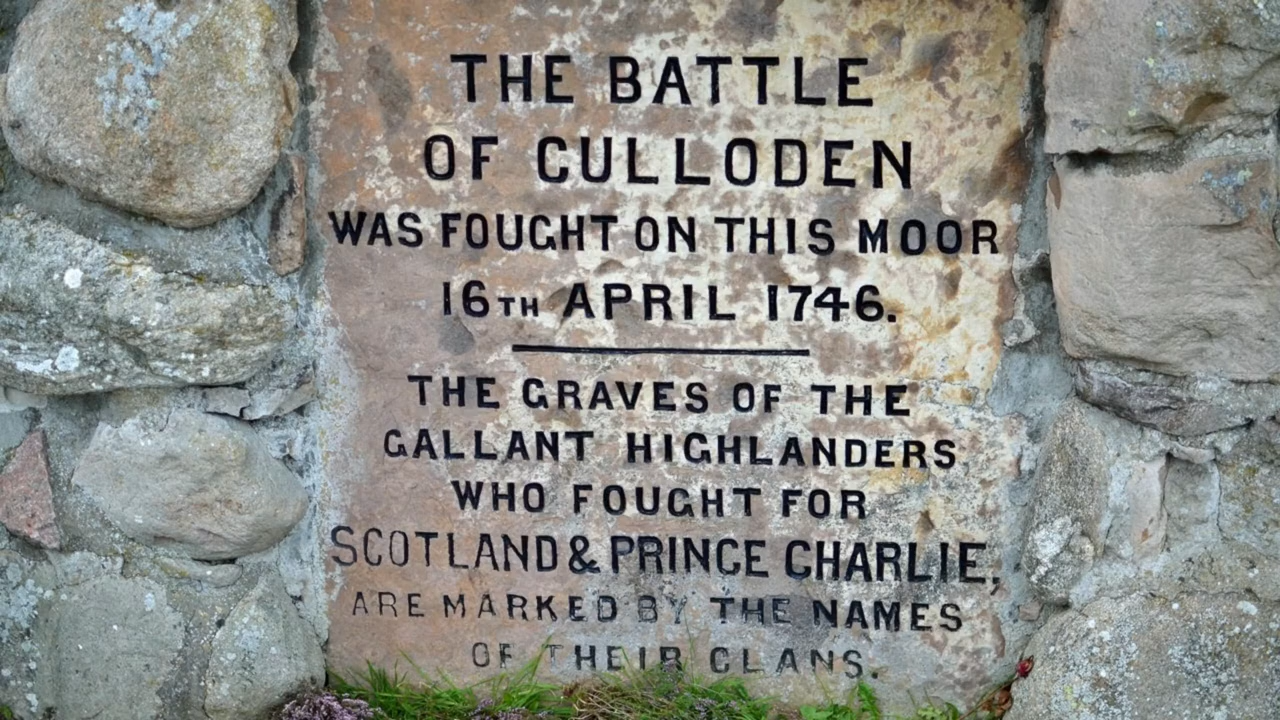 THE BATTLE
OF CULLODEN
WAS FOUGHT ON THIS MOOR
16TH APRIL 1746.
THE GRAVES OF THE
GALLANT HIGHLANDERS
WHO FOUGHT FOR
SCOTLAND & PRINCE CHARLIE,
ARE MARKED BY THE NAMES
OF THEIR CLANS.